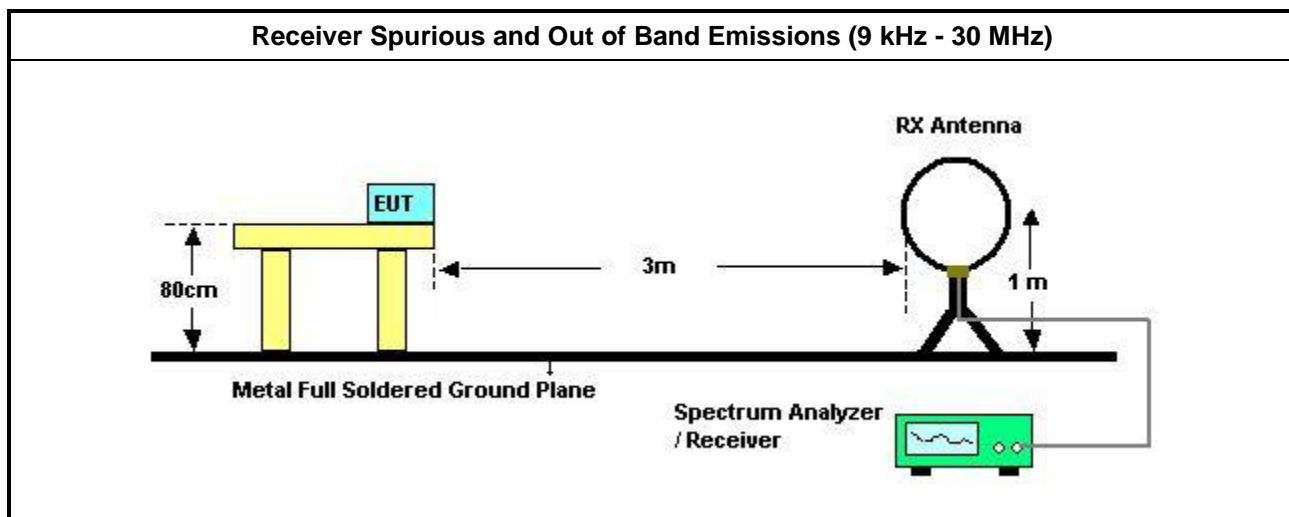 Receiver Spurious and Out of Band Emissions (9 kHz - 30 MHz)
RX Antenna
EUT
3m
80cm
1 m
Metal Full Soldered Ground Plane
Spectrum Analyzer
/ Receiver